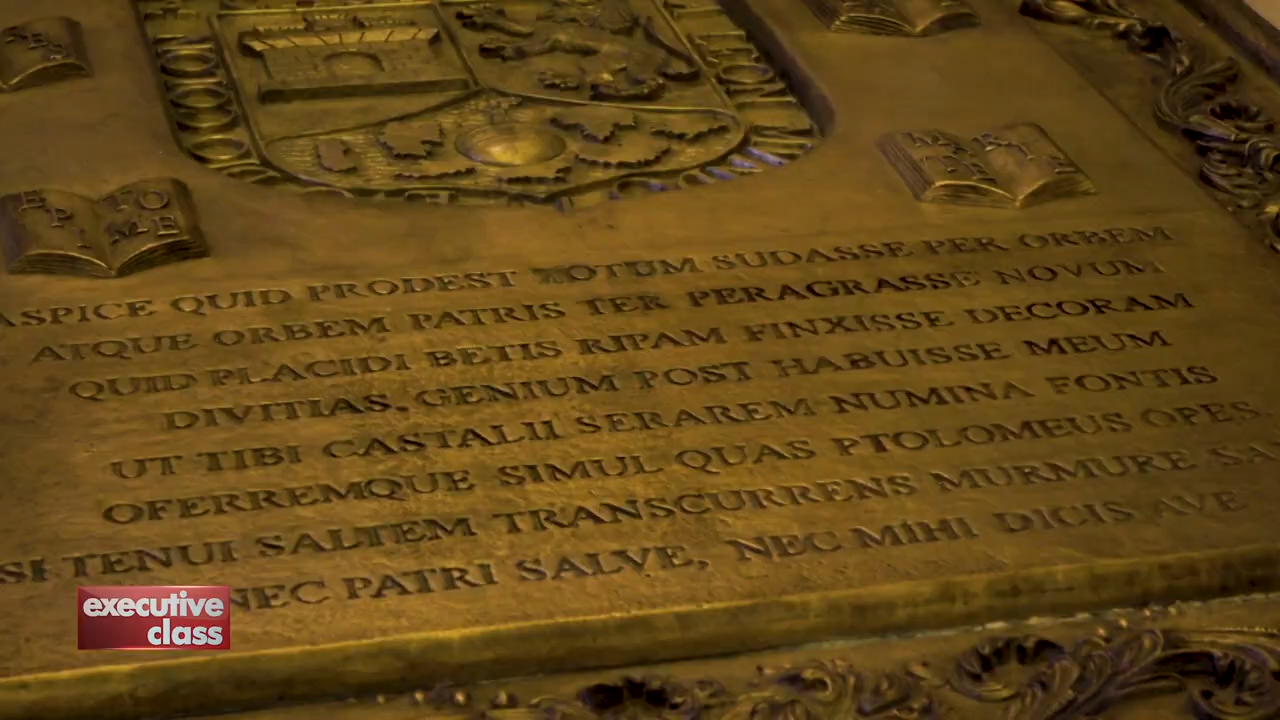 EPITOME
ASPICE QUID PRODEST TOTUM SUDASSE PER ORBEM
ATQUE ORBEM PATRIS TER PERAGRASSE NOVUM
QUID PLACIDI BETIS RIPAM FINXISSE DECORAM
DIVITIAS, GENIUM POST HABUISSE MEUM
UT TIBI CASTALII SERAREM NUMINA FONTIS
OFERREMQUE SIMUL QUAS PTOLOMEUS OPES
SI TENUI SALTEM TRANSCURRENS MURMURE SA
NEC PATRI SALVE, NEC MIHI DICIS AVE
executive
class